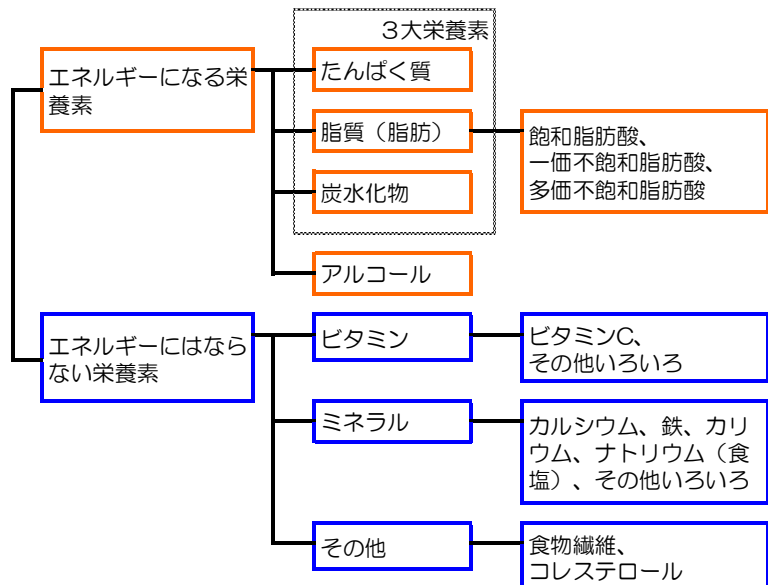 3大栄養素
エネルギーになる栄
養素
たんぱく質
脂質（脂肪）
飽和脂肪酸、
一価不飽和脂肪酸、
多価不飽和脂肪酸
炭水化物
アルコール
エネルギーにはなら
ない栄養素
ビタミン
ビタミンC、
その他いろいろ
ミネラル
カルシウム、鉄、カリ
ウム、ナトリウム（食
塩）、その他いろいろ
その他
食物繊維、
コレステロール